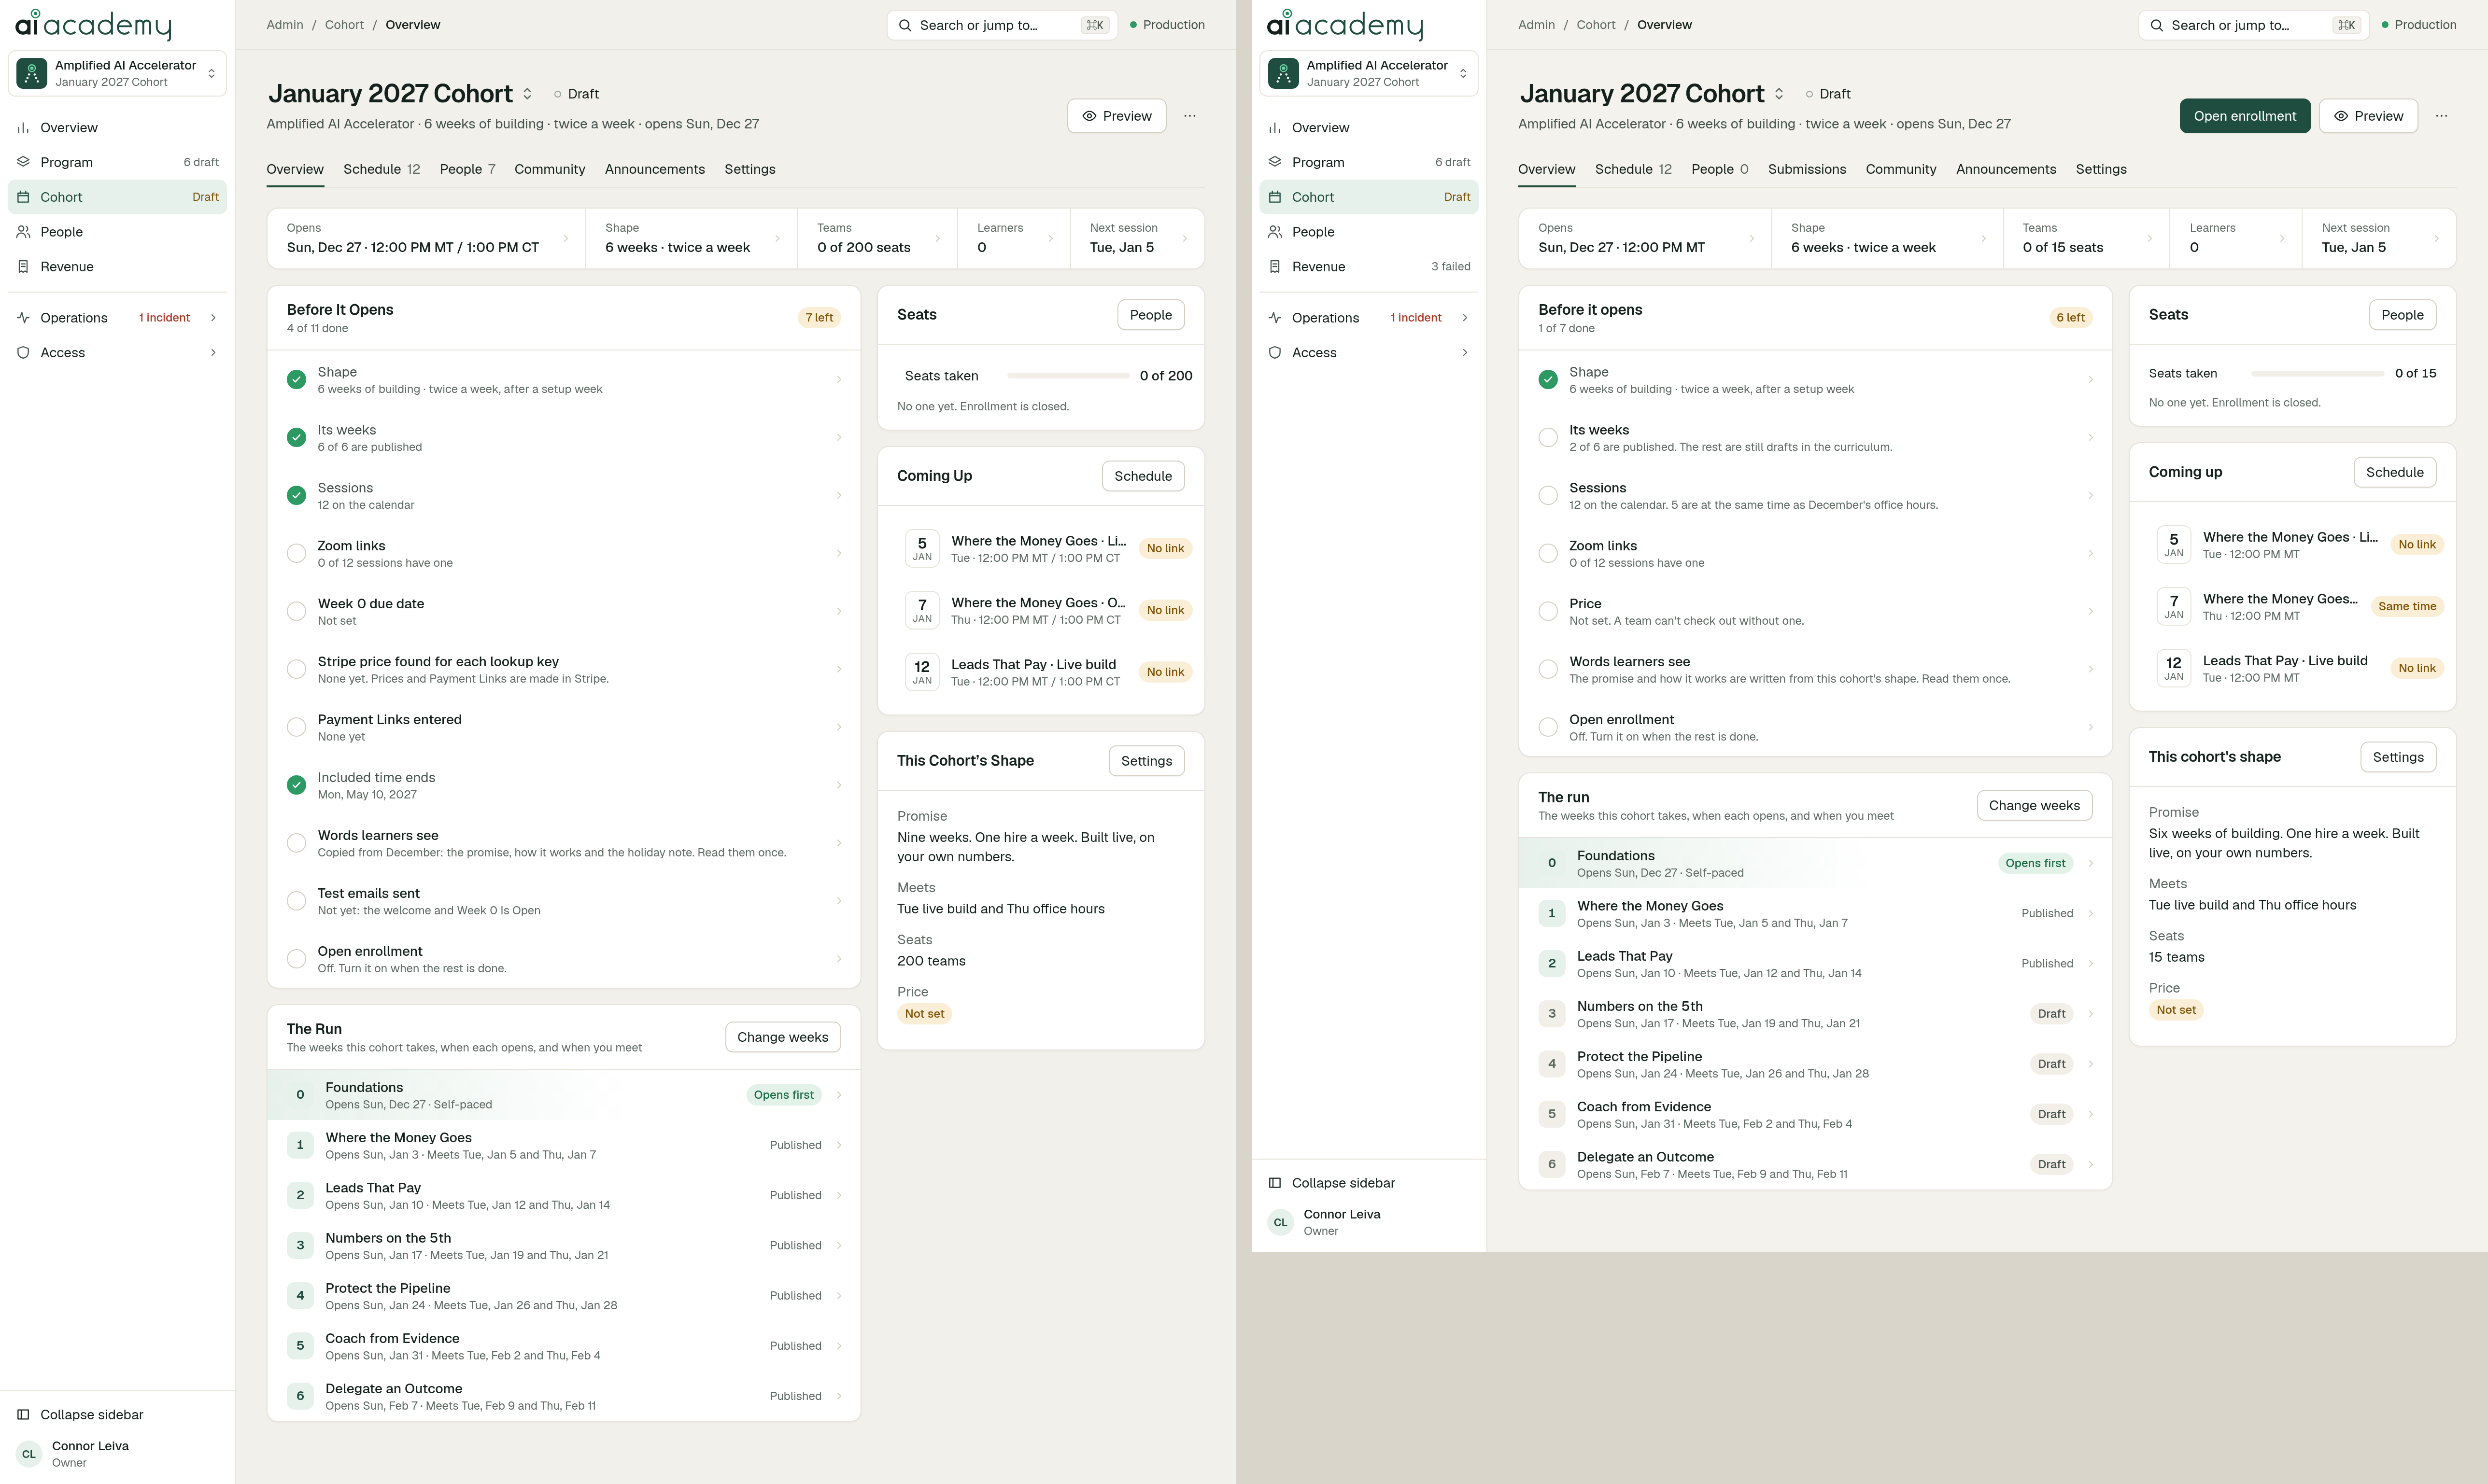 ai academy
Amplified AI Accelerator
January 2027 Cohort
Overview
Program 6 draft
Cohort Draft
People
Revenue
Operations 1 incident
Access
Collapse sidebar
CL
Connor Leiva
Owner
Admin / Cohort / Overview
Search or jump to... ⌘K
Production
January 2027 Cohort
Draft
Amplified AI Accelerator · 6 weeks of building · twice a week · opens Sun, Dec 27
Preview
...
Overview Schedule 12 People 7 Community Announcements Settings
Opens
Sun, Dec 27 · 12:00 PM MT / 1:00 PM CT
Shape
6 weeks · twice a week
Teams
0 of 200 seats
Learners
0
Next session
Tue, Jan 5
Before It Opens
4 of 11 done
7 left
Shape
6 weeks of building · twice a week, after a setup week
Its weeks
6 of 6 are published
Sessions
12 on the calendar
Zoom links
0 of 12 sessions have one
Week 0 due date
Not set
Stripe price found for each lookup key
None yet. Prices and Payment Links are made in Stripe.
Payment Links entered
None yet
Included time ends
Mon, May 10, 2027
Words learners see
Copied from December: the promise, how it works and the holiday note. Read them once.
Test emails sent
Not yet: the welcome and Week 0 Is Open
Open enrollment
Off. Turn it on when the rest is done.
The Run
The weeks this cohort takes, when each opens, and when you meet
Change weeks
0
Foundations
Opens Sun, Dec 27 · Self-paced
Opens first
1
Where the Money Goes
Opens Sun, Jan 3 · Meets Tue, Jan 5 and Thu, Jan 7
Published
2
Leads That Pay
Opens Sun, Jan 10 · Meets Tue, Jan 12 and Thu, Jan 14
Published
3
Numbers on the 5th
Opens Sun, Jan 17 · Meets Tue, Jan 19 and Thu, Jan 21
Published
4
Protect the Pipeline
Opens Sun, Jan 24 · Meets Tue, Jan 26 and Thu, Jan 28
Published
5
Coach from Evidence
Opens Sun, Jan 31 · Meets Tue, Feb 2 and Thu, Feb 4
Published
6
Delegate an Outcome
Opens Sun, Feb 7 · Meets Tue, Feb 9 and Thu, Feb 11
Published
Seats
People
Seats taken 0 of 200
No one yet. Enrollment is closed.
Coming Up
Schedule
5
JAN
Where the Money Goes · Li...
Tue · 12:00 PM MT / 1:00 PM CT
No link
7
JAN
Where the Money Goes · O...
Thu · 12:00 PM MT / 1:00 PM CT
No link
12
JAN
Leads That Pay · Live build
Tue · 12:00 PM MT / 1:00 PM CT
No link
This Cohort's Shape
Settings
Promise
Nine weeks. One hire a week. Built live, on
your own numbers.
Meets
Tue live build and Thu office hours
Seats
200 teams
Price
Not set
ai academy
Amplified AI Accelerator
January 2027 Cohort
Overview
Program 6 draft
Cohort Draft
People
Revenue 3 failed
Operations 1 incident
Access
Collapse sidebar
CL
Connor Leiva
Owner
Admin / Cohort / Overview
Search or jump to... ⌘K
Production
January 2027 Cohort
Draft
Amplified AI Accelerator · 6 weeks of building · twice a week · opens Sun, Dec 27
Open enrollment
Preview
...
Overview Schedule 12 People 0 Submissions Community Announcements Settings
Opens
Sun, Dec 27 · 12:00 PM MT
Shape
6 weeks · twice a week
Teams
0 of 15 seats
Learners
0
Next session
Tue, Jan 5
Before it opens
1 of 7 done
6 left
Shape
6 weeks of building · twice a week, after a setup week
Its weeks
2 of 6 are published. The rest are still drafts in the curriculum.
Sessions
12 on the calendar. 5 are at the same time as December's office hours.
Zoom links
0 of 12 sessions have one
Price
Not set. A team can't check out without one.
Words learners see
The promise and how it works are written from this cohort's shape. Read them once.
Open enrollment
Off. Turn it on when the rest is done.
The run
The weeks this cohort takes, when each opens, and when you meet
Change weeks
0
Foundations
Opens Sun, Dec 27 · Self-paced
Opens first
1
Where the Money Goes
Opens Sun, Jan 3 · Meets Tue, Jan 5 and Thu, Jan 7
Published
2
Leads That Pay
Opens Sun, Jan 10 · Meets Tue, Jan 12 and Thu, Jan 14
Published
3
Numbers on the 5th
Opens Sun, Jan 17 · Meets Tue, Jan 19 and Thu, Jan 21
Draft
4
Protect the Pipeline
Opens Sun, Jan 24 · Meets Tue, Jan 26 and Thu, Jan 28
Draft
5
Coach from Evidence
Opens Sun, Jan 31 · Meets Tue, Feb 2 and Thu, Feb 4
Draft
6
Delegate an Outcome
Opens Sun, Feb 7 · Meets Tue, Feb 9 and Thu, Feb 11
Draft
Seats
People
Seats taken 0 of 15
No one yet. Enrollment is closed.
Coming up
Schedule
5
JAN
Where the Money Goes · Li...
Tue · 12:00 PM MT
No link
7
JAN
Where the Money Goes...
Thu · 12:00 PM MT
Same time
12
JAN
Leads That Pay · Live build
Tue · 12:00 PM MT
No link
This cohort's shape
Settings
Promise
Six weeks of building. One hire a week. Built
live, on your own numbers.
Meets
Tue live build and Thu office hours
Seats
15 teams
Price
Not set